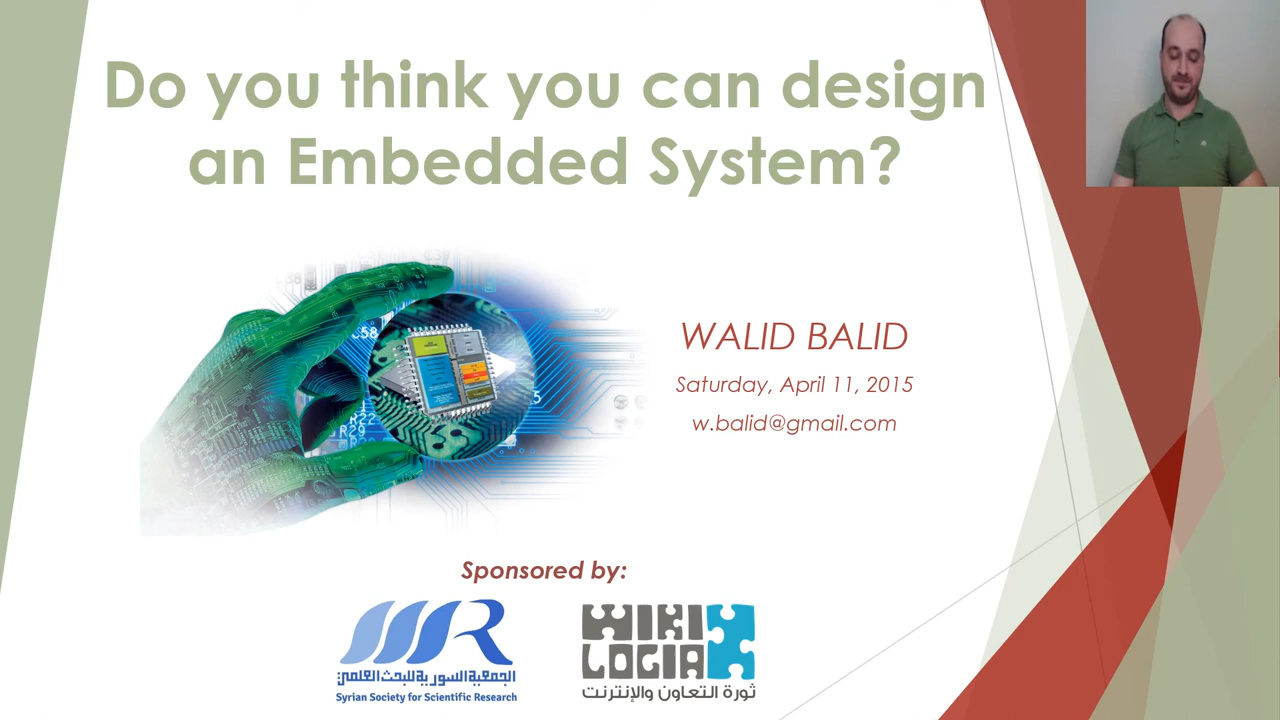 Do you think you can design
an Embedded System?
WALID BALID
Saturday, April 11, 2015
w.balid@gmail.com
Sponsored by:
الجمعية السورية للبحث العلمي
Syrian Society for Scientific Research
WIKI
LOGIA
ثورة التعاون والإنترنت